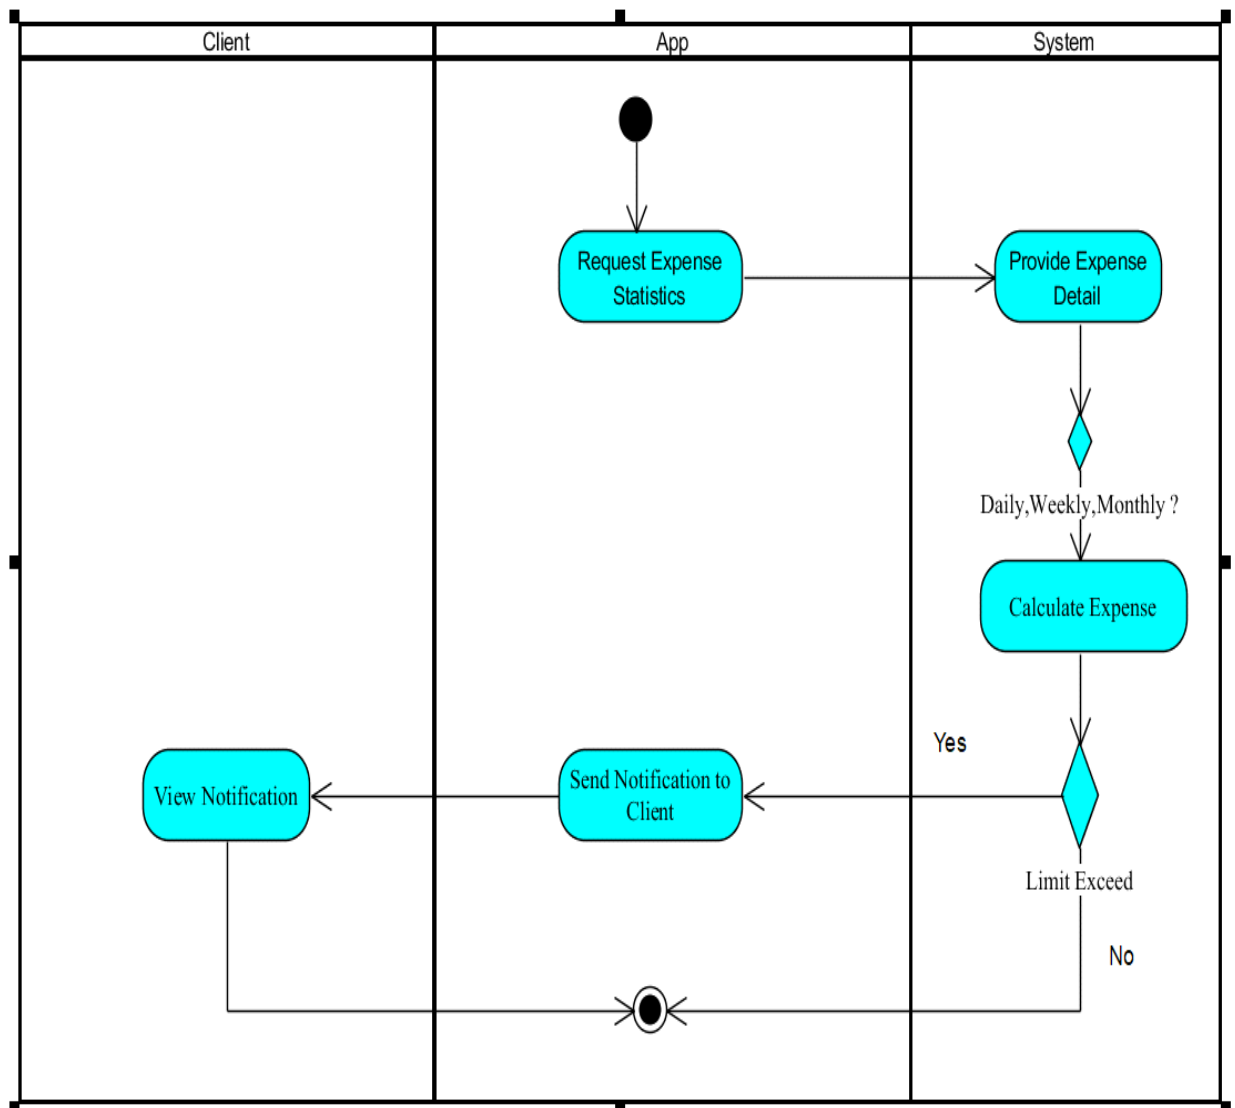 Client
App
System
Request Expense
Statistics
Provide Expense
Detail
Daily,Weekly,Monthly ?
Calculate Expense
Yes
View Notification
Send Notification to
Client
Limit Exceed
No